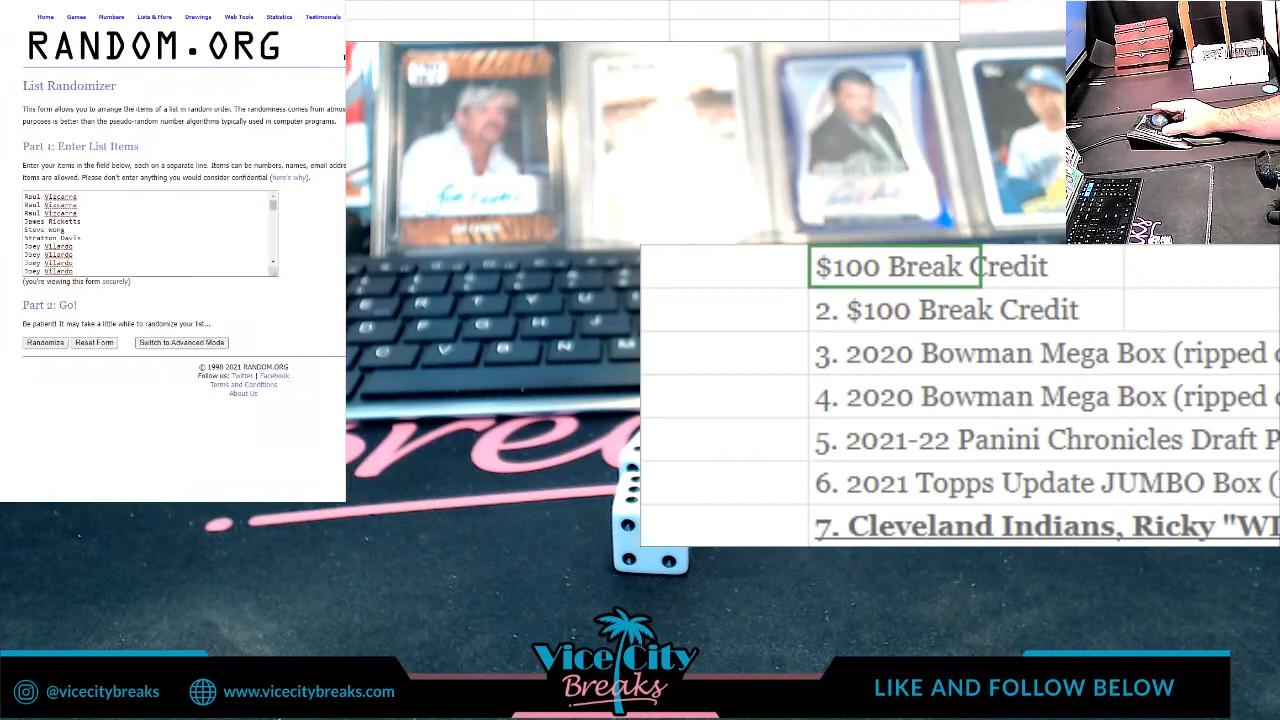 Home Games Numbers Lists & More Drawings Web Tools Statistics Testimonials
RANDOM.ORG
List Randomizer
This form allows you to arrange the items of a list in random order. The randomness comes from atmos
purposes is better than the pseudo-random number algorithms typically used in computer programs.
Part 1: Enter List Items
Enter your items in the field below, each on a separate line. Items can be numbers, names, email addre
items are allowed. Please don't enter anything you would consider confidential (here's why).
Raul Vizcarra
Raul Vizcarra
Raul Vizcarra
James Ricketts
Steve Wong
Stratton Davis
Joey Vilardo
Joey Vilardo
Joey Vilardo
Joey Vilardo
(you're viewing this form securely)
Part 2: Go!
Be patient! It may take a little while to randomize your list...
Randomize Reset Form Switch to Advanced Mode
© 1998-2021 RANDOM.ORG
Follow us: Twitter | Facebook
Terms and Conditions
About Us
$100 Break Credit
2. $100 Break Credit
3. 2020 Bowman Mega Box (ripped
4. 2020 Bowman Mega Box (ripped
5. 2021-22 Panini Chronicles Draft P
6. 2021 Topps Update JUMBO Box (
7. Cleveland Indians, Ricky "WI
Vice City
Breaks
@vicecitybreaks
www.vicecitybreaks.com
LIKE AND FOLLOW BELOW